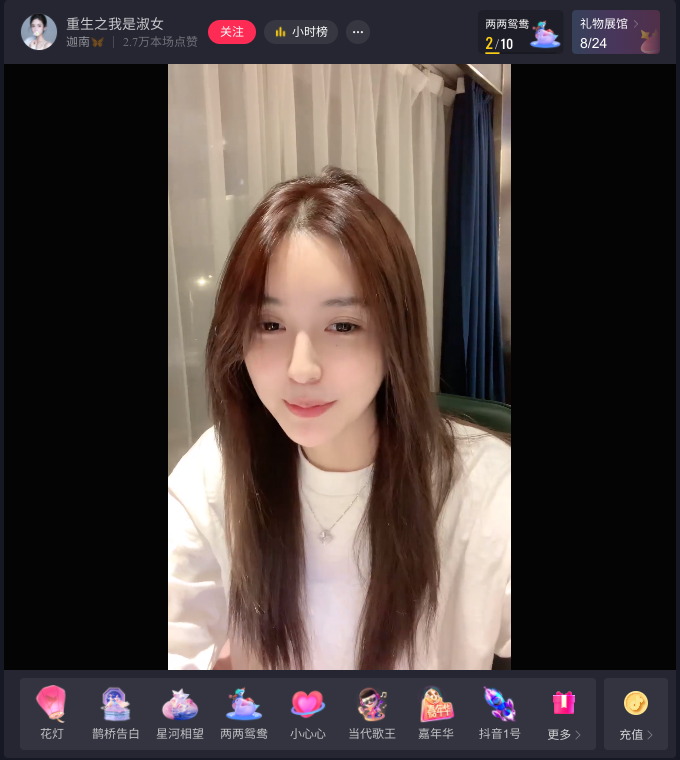 重生之我是淑女
迦南🦋 | 2.7万本场点赞
关注
小时榜
···
两两鸳鸯
2/10
礼物展馆 >
8/24
花灯
鹊桥告白
星河相望
两两鸳鸯
小心心
当代歌王
嘉年华
抖音1号
更多 >
充值 >